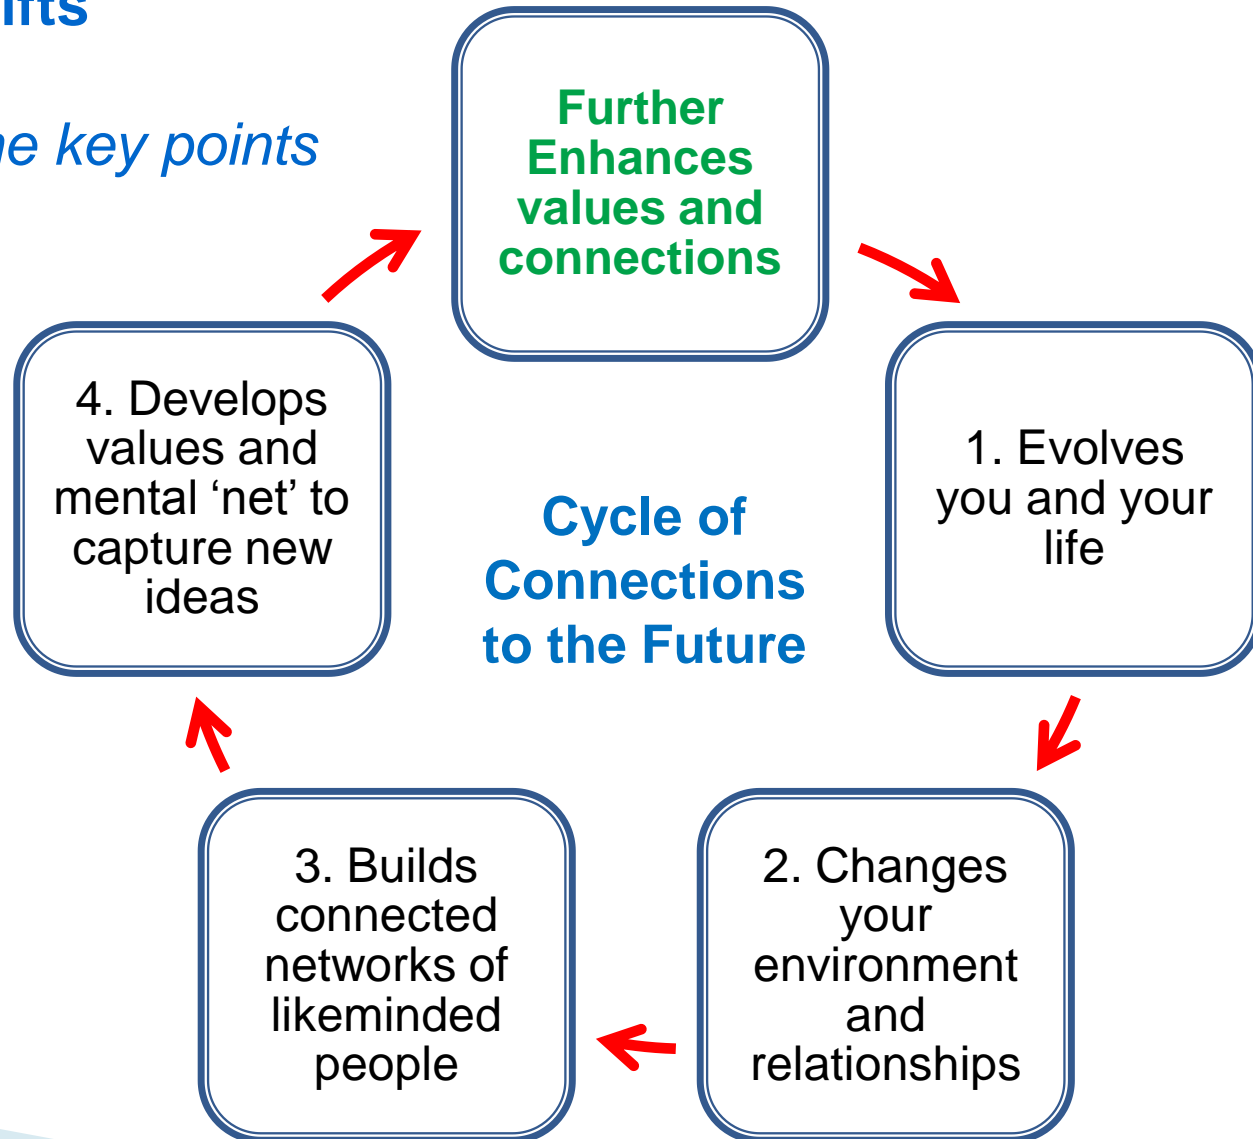 ifts
ne key points
Further
Enhances
values and
connections
4. Develops
values and
mental ‘net’ to
capture new
ideas
1. Evolves
you and your
life
Cycle of
Connections
to the Future
3. Builds
connected
networks of
likeminded
people
2. Changes
your
environment
and
relationships